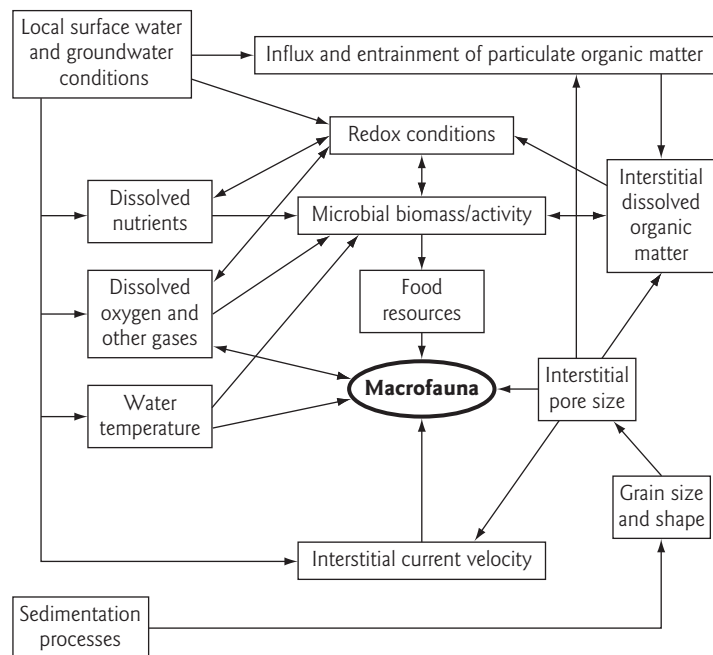 Local surface water
and groundwater
conditions
Influx and entrainment of particulate organic matter
Redox conditions
Dissolved
nutrients
Microbial biomass/activity
Interstitial
dissolved
organic
matter
Dissolved
oxygen and
other gases
Food
resources
Water
temperature
Macrofauna
Interstitial
pore size
Grain size
and shape
Interstitial current velocity
Sedimentation
processes